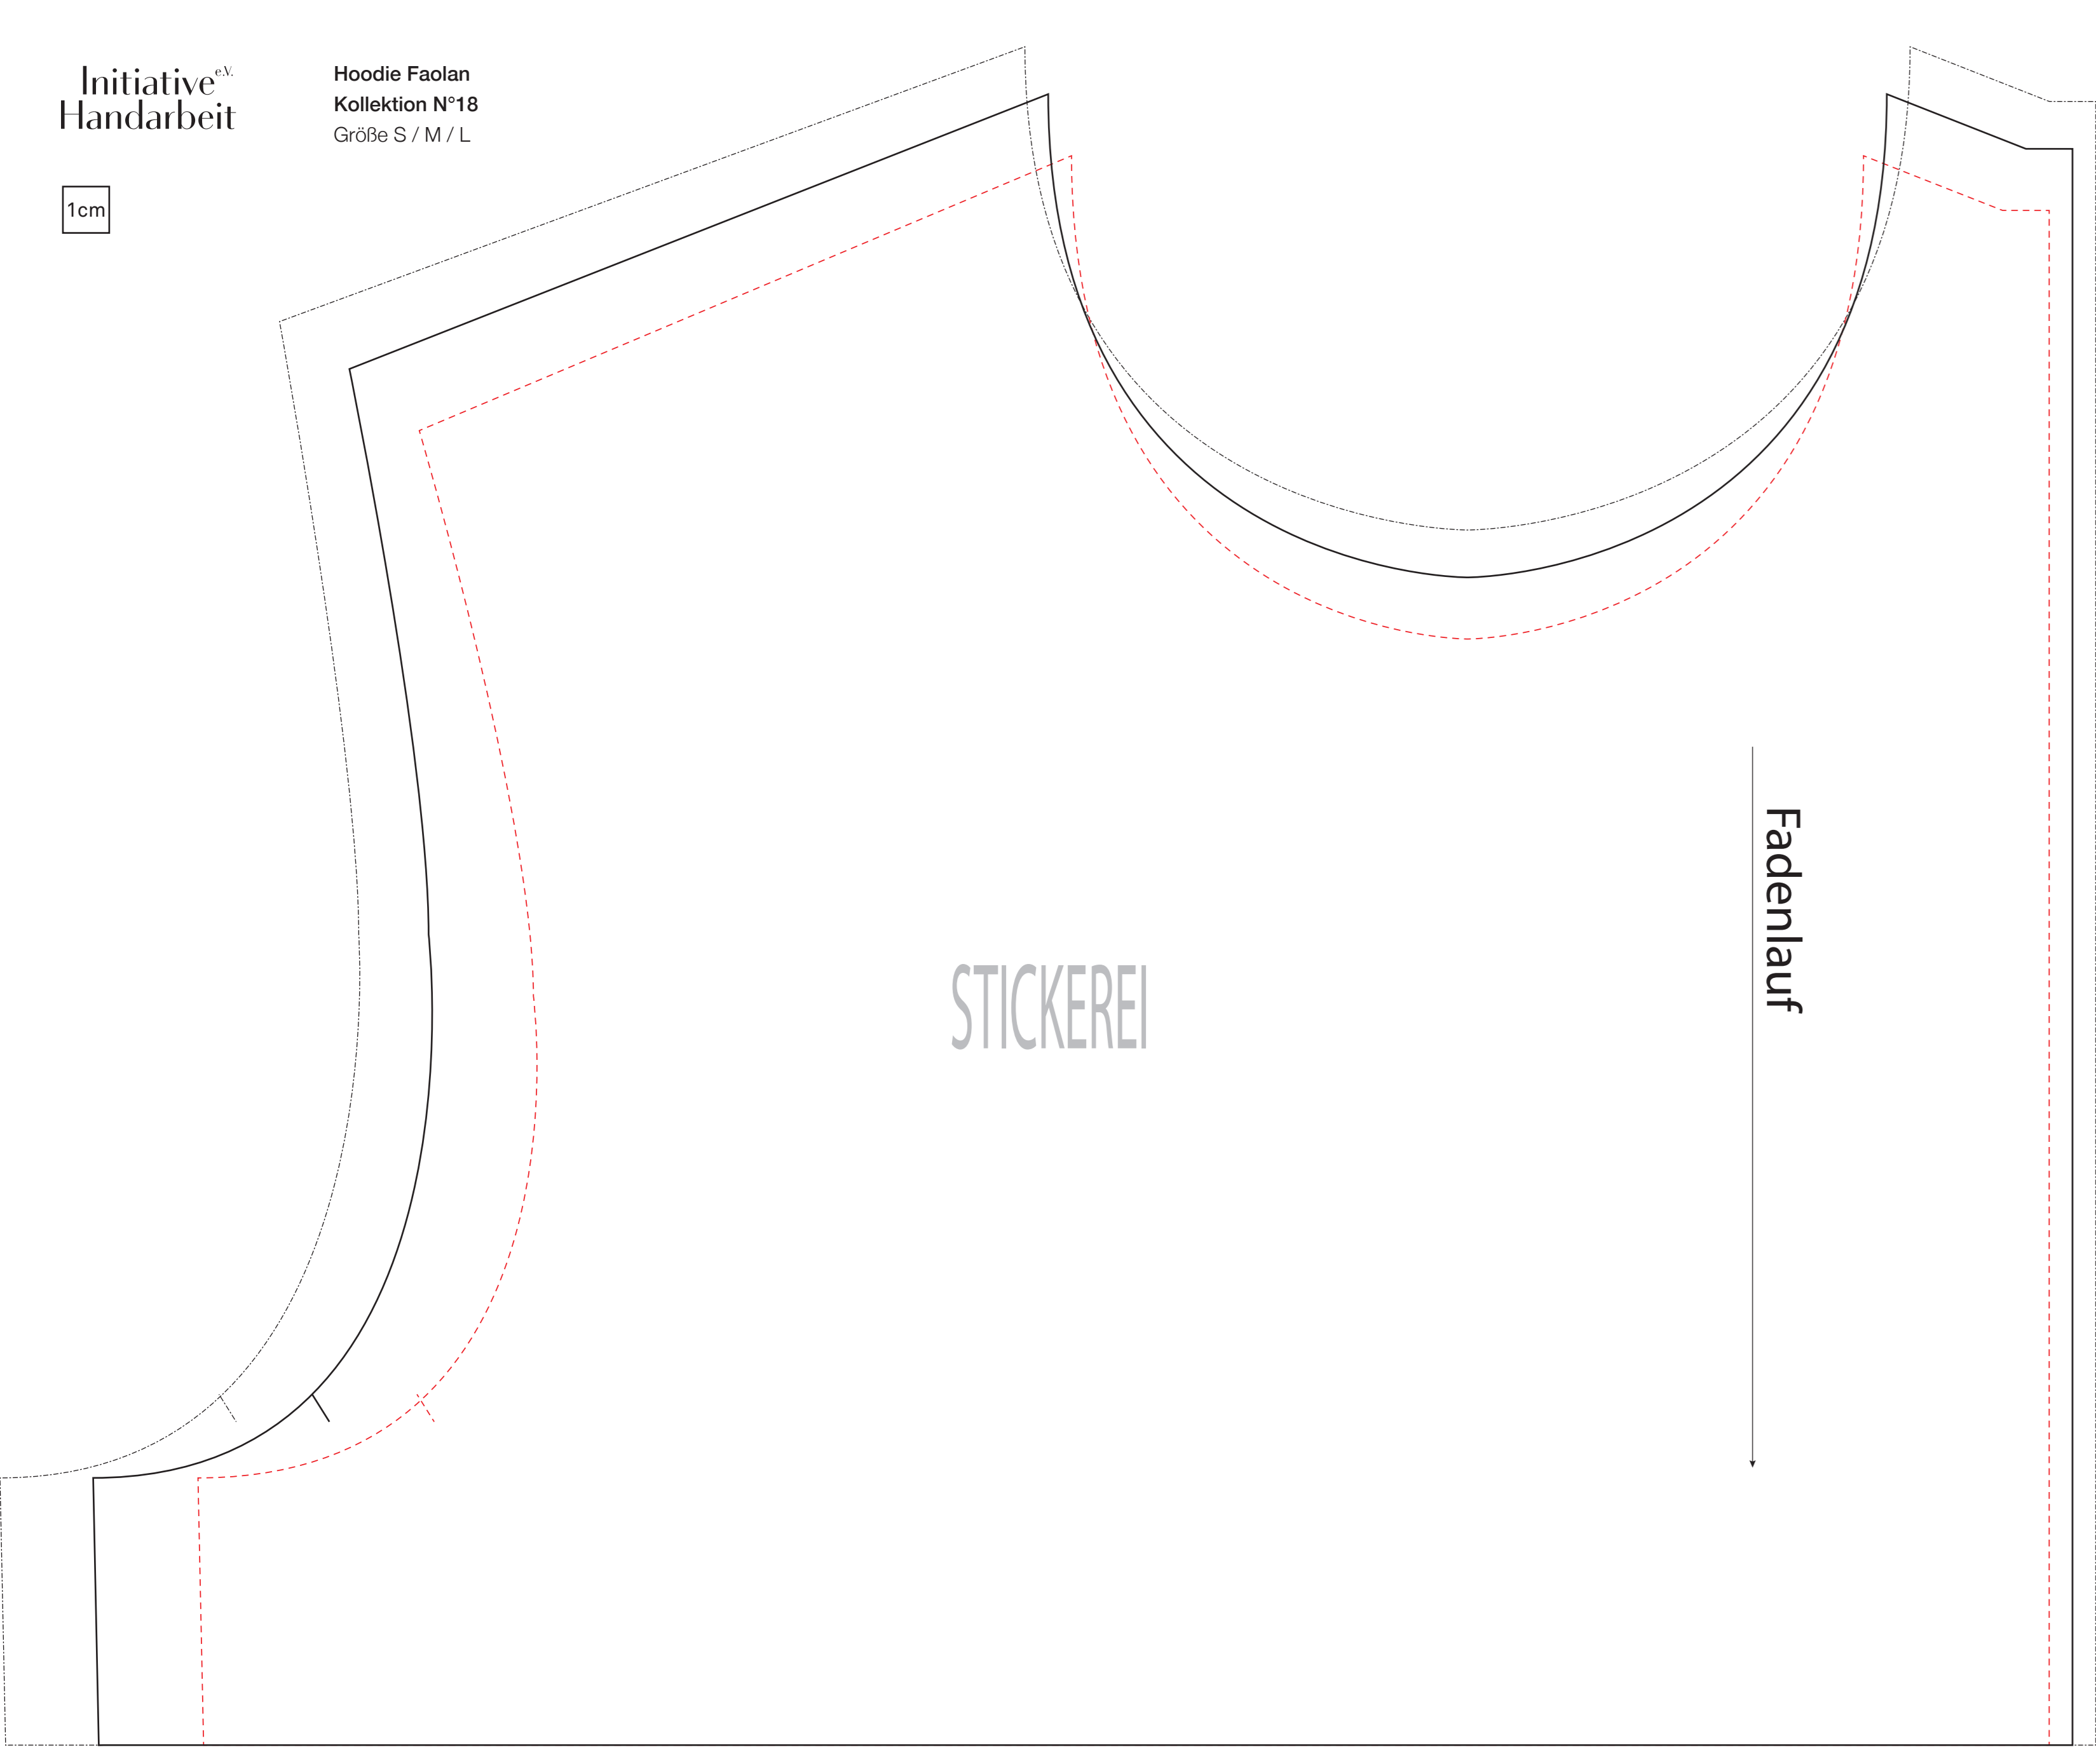 Initiative e.V.
Handarbeit
Hoodie Faolan
Kollektion N°18
Größe S / M / L
1cm
Fadenlauf
STICKEREI